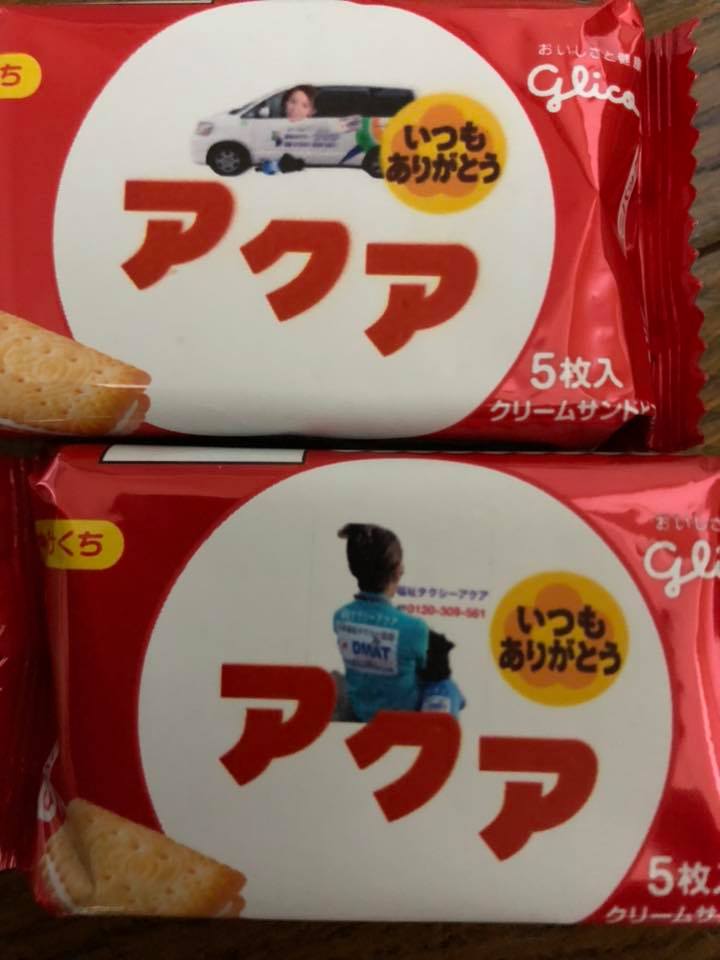 ち
おいしさと健康
Glico
いつも
ありがとう
アクア
5枚入
クリームサンド
くち
おいしさ
Gli
福祉タクシーアクア
0120-309-561
いつも
ありがとう
DMAT
アクア
5枚入
クリームサ